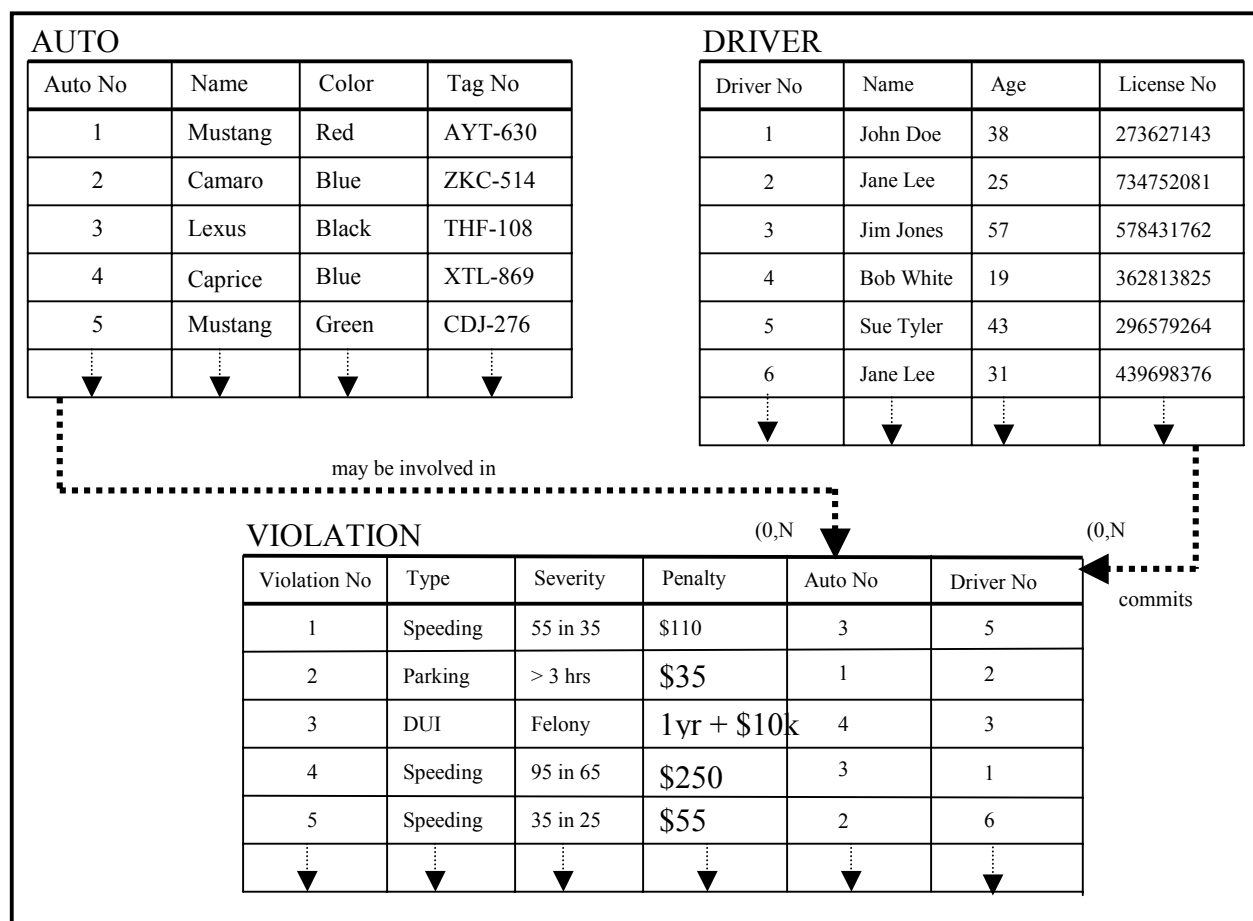 AUTO
Auto No Name Color Tag No
1 Mustang Red AYT-630
2 Camaro Blue ZKC-514
3 Lexus Black THF-108
4 Caprice Blue XTL-869
5 Mustang Green CDJ-276
DRIVER
Driver No Name Age License No
1 John Doe 38 273627143
2 Jane Lee 25 734752081
3 Jim Jones 57 578431762
4 Bob White 19 362813825
5 Sue Tyler 43 296579264
6 Jane Lee 31 439698376
may be involved in
(0,N
(0,N
commits
VIOLATION
Violation No Type Severity Penalty Auto No Driver No
1 Speeding 55 in 35 $110 3 5
2 Parking > 3 hrs $35 1 2
3 DUI Felony 1yr + $10k 4 3
4 Speeding 95 in 65 $250 3 1
5 Speeding 35 in 25 $55 2 6